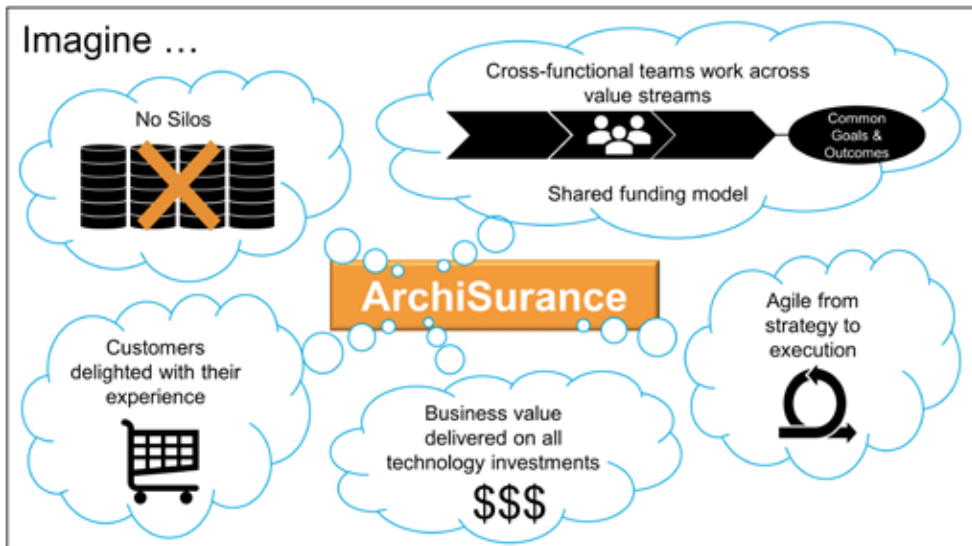 Imagine ...
No Silos
Cross-functional teams work across
value streams
Common
Goals &
Outcomes
Shared funding model
ArchiSurance
Agile from
strategy to
execution
Customers
delighted with their
experience
Business value
delivered on all
technology investments
$$$